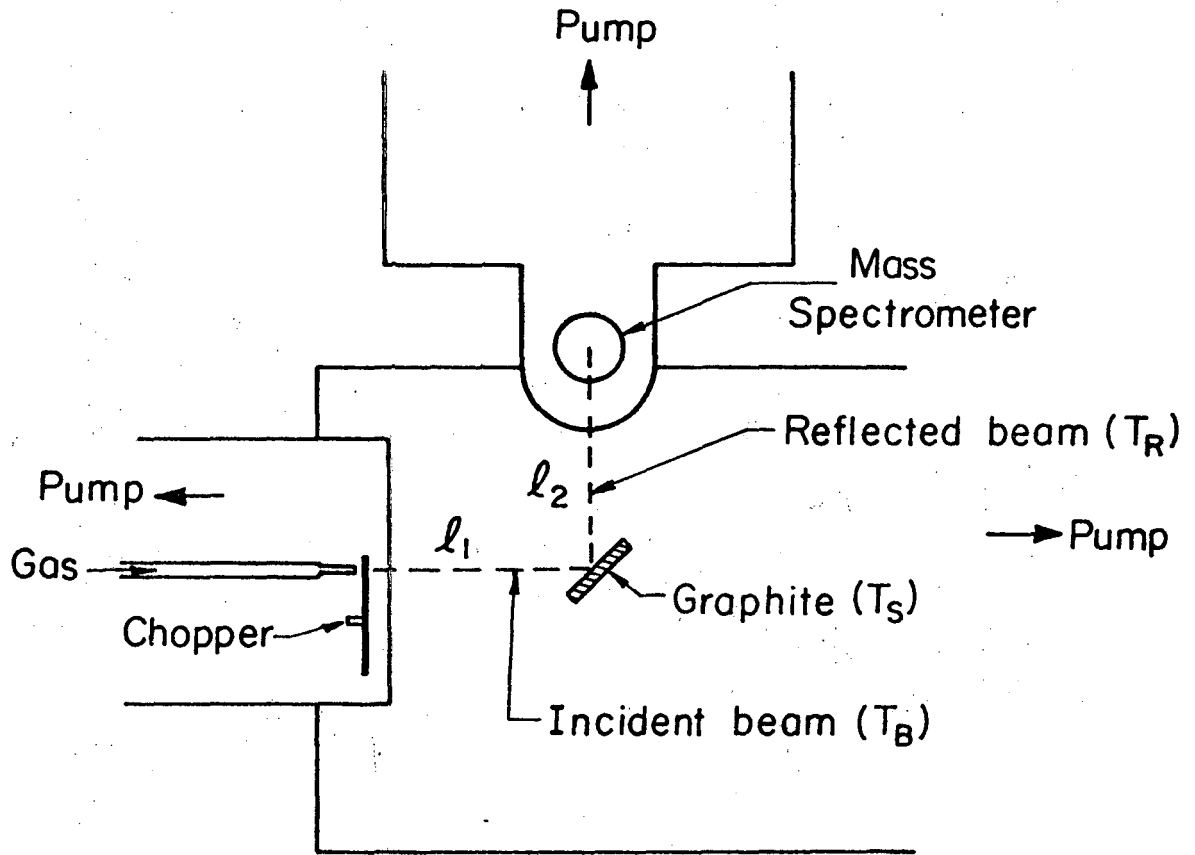 Pump
Mass
Spectrometer
Reflected beam (T_R)
Pump
ℓ_2
ℓ_1
Pump
Gas
Graphite (T_S)
Chopper
Incident beam (T_B)